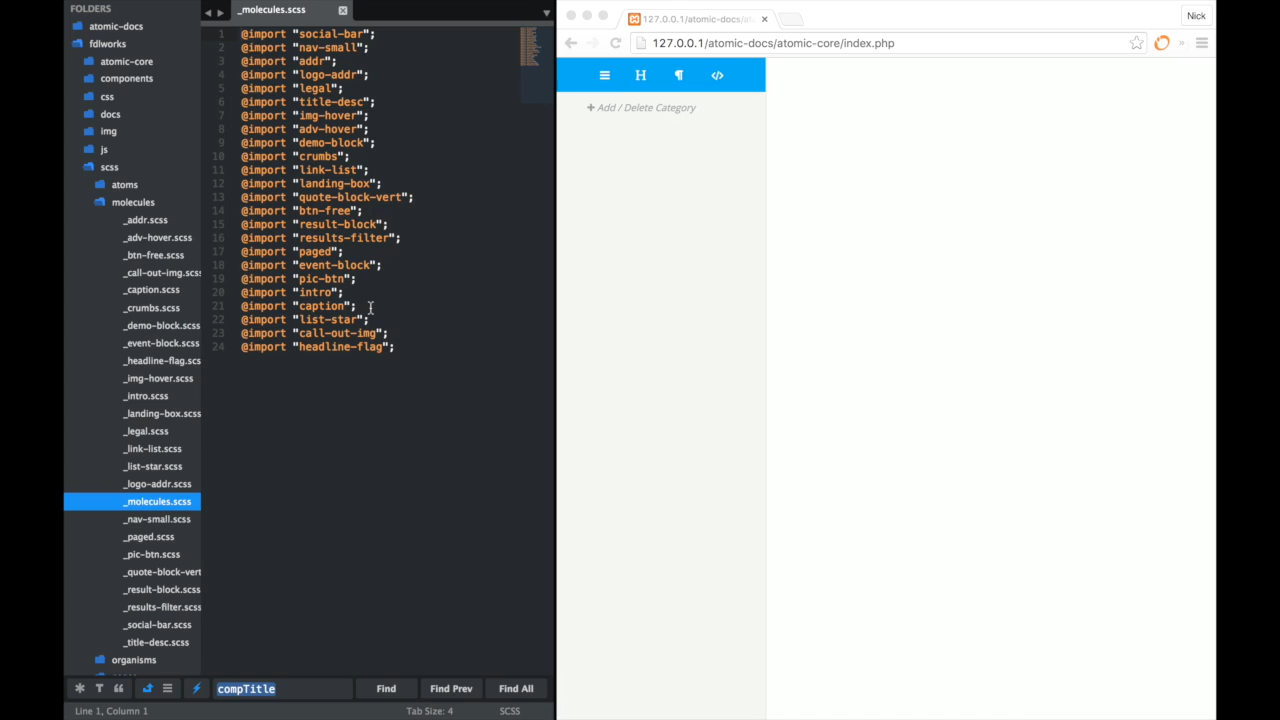 FOLDERS
atomic-docs
fdlworks
atomic-core
components
css
docs
img
js
scss
atoms
molecules
_addr.scss
_adv-hover.scss
_btn-free.scss
_call-out-img.scss
_caption.scss
_crumbs.scss
_demo-block.scss
_event-block.scss
_headline-flag.scss
_img-hover.scss
_intro.scss
_landing-box.scss
_legal.scss
_link-list.scss
_list-star.scss
_logo-addr.scss
_molecules.scss
_nav-small.scss
_paged.scss
_pic-btn.scss
_quote-block-vert
_result-block.scss
_results-filter.scss
_social-bar.scss
_title-desc.scss
organisms
_molecules.scss
1 @import "social-bar";
2 @import "nav-small";
3 @import "addr";
4 @import "logo-addr";
5 @import "legal";
6 @import "title-desc";
7 @import "img-hover";
8 @import "adv-hover";
9 @import "demo-block";
10 @import "crumbs";
11 @import "link-list";
12 @import "landing-box";
13 @import "quote-block-vert";
14 @import "btn-free";
15 @import "result-block";
16 @import "results-filter";
17 @import "paged";
18 @import "event-block";
19 @import "pic-btn";
20 @import "intro";
21 @import "caption";
22 @import "list-star";
23 @import "call-out-img";
24 @import "headline-flag";
compTitle Find Find Prev Find All
Line 1, Column 1 Tab Size: 4 SCSS
127.0.0.1/atomic-docs/at Nick
127.0.0.1/atomic-docs/atomic-core/index.php
H ¶ </>
+ Add / Delete Category